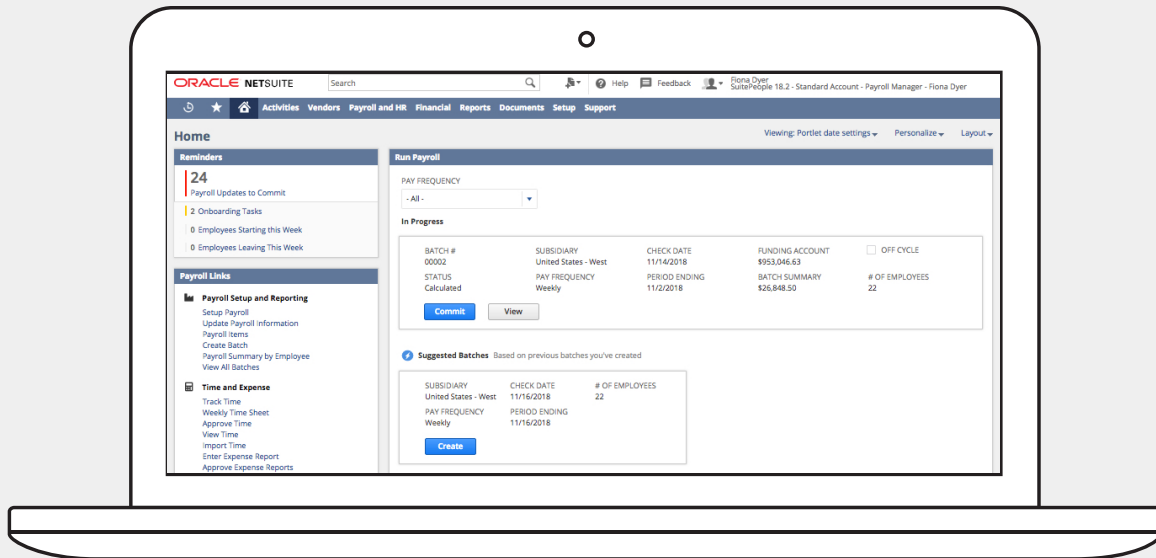 ORACLE NETSUITE Search Help Feedback Fiona Dyer
SuitePeople 18.2 - Standard Account - Payroll Manager - Fiona Dyer
Activities Vendors Payroll and HR Financial Reports Documents Setup Support
Home
Viewing: Portlet date settings Personalize Layout
Reminders
24
Payroll Updates to Commit
2 Onboarding Tasks
0 Employees Starting this Week
0 Employees Leaving This Week
Payroll Links
Payroll Setup and Reporting
Setup Payroll
Update Payroll Information
Payroll Items
Create Batch
Payroll Summary by Employee
View All Batches
Time and Expense
Track Time
Weekly Time Sheet
Approve Time
View Time
Import Time
Enter Expense Report
Approve Expense Reports
Run Payroll
PAY FREQUENCY
- All -
In Progress
BATCH # SUBSIDIARY CHECK DATE FUNDING ACCOUNT OFF CYCLE
00002 United States - West 11/14/2018 $953,046.63
STATUS PAY FREQUENCY PERIOD ENDING BATCH SUMMARY # OF EMPLOYEES
Calculated Weekly 11/2/2018 $26,848.50 22
Commit View
Suggested Batches Based on previous batches you've created
SUBSIDIARY CHECK DATE # OF EMPLOYEES
United States - West 11/16/2018 22
PAY FREQUENCY PERIOD ENDING
Weekly 11/16/2018
Create